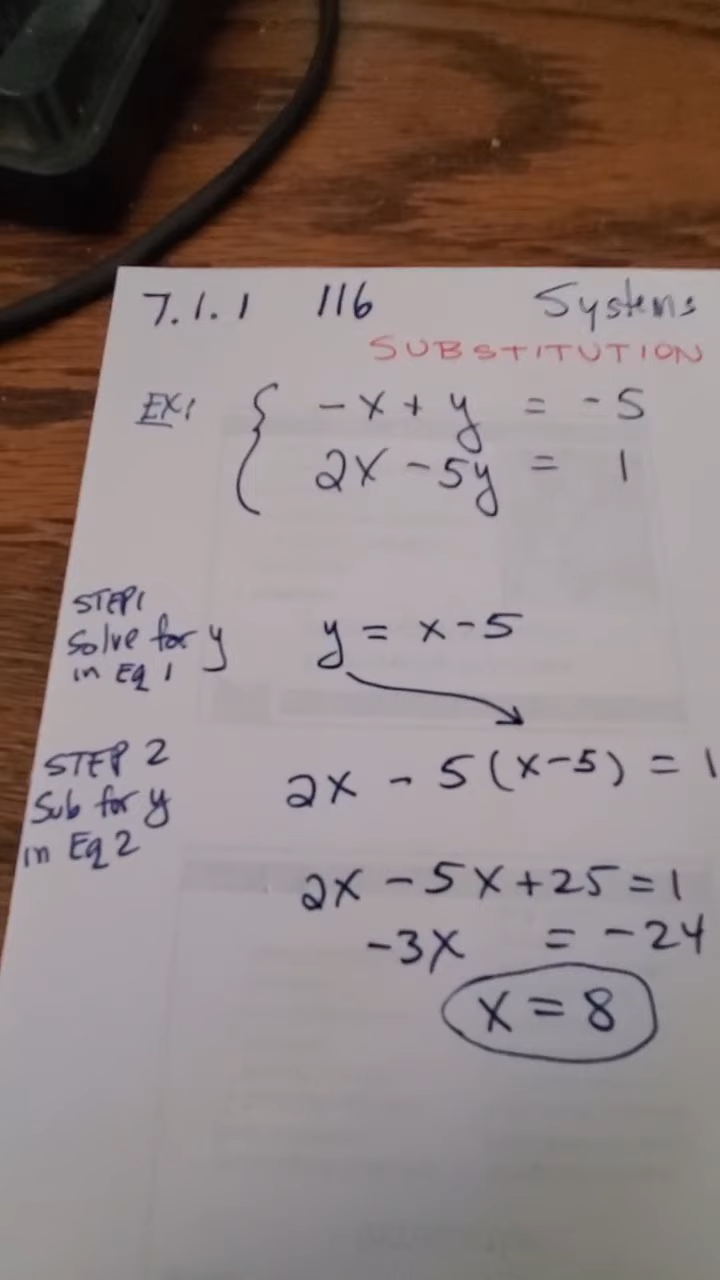 7.1.1 116 Systems
SUBSTITUTION
EX: { -x + y = -5
2x - 5y = 1
STEP 1
Solve for y
in Eq 1
y = x - 5
STEP 2
Sub for y
in Eq 2
2x - 5(x-5) = 1
2x - 5x + 25 = 1
-3x = -24
x = 8